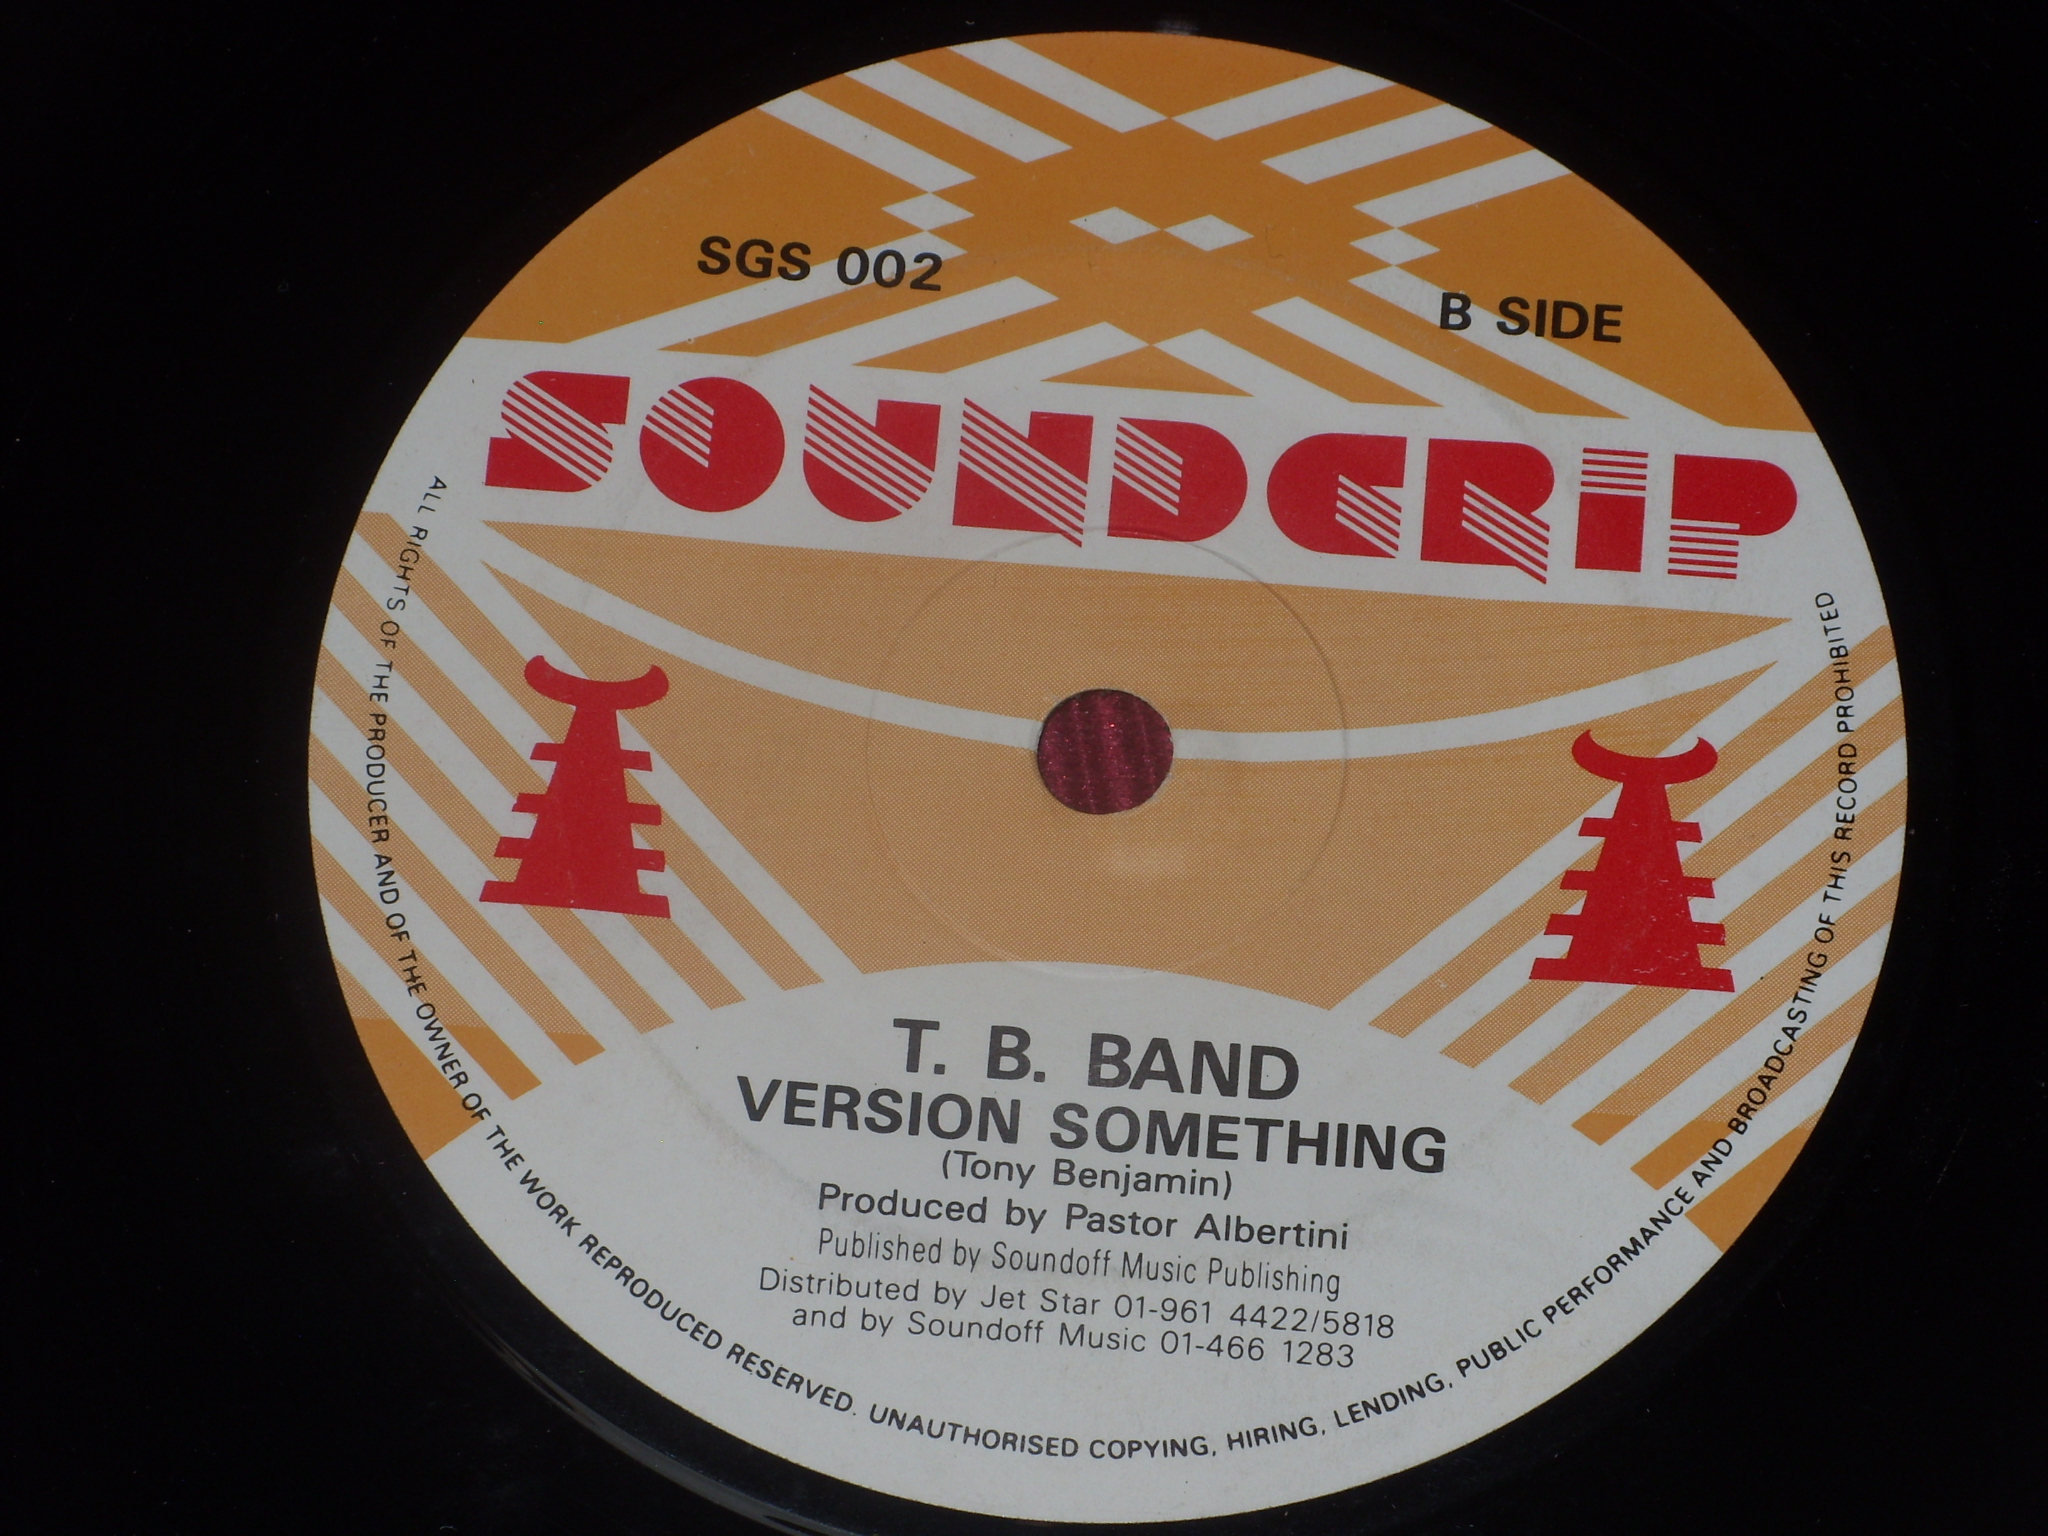 SGS 002
B SIDE
SOUNDGRIP
T. B. BAND
VERSION SOMETHING
(Tony Benjamin)
Produced by Pastor Albertini
Published by Soundoff Music Publishing
Distributed by Jet Star 01-961 4422/5818
and by Soundoff Music 01-466 1283
ALL RIGHTS OF THE PRODUCER AND OF THE OWNER OF THE WORK REPRODUCED RESERVED. UNAUTHORISED COPYING, HIRING, LENDING, PUBLIC PERFORMANCE AND BROADCASTING OF THIS RECORD PROHIBITED